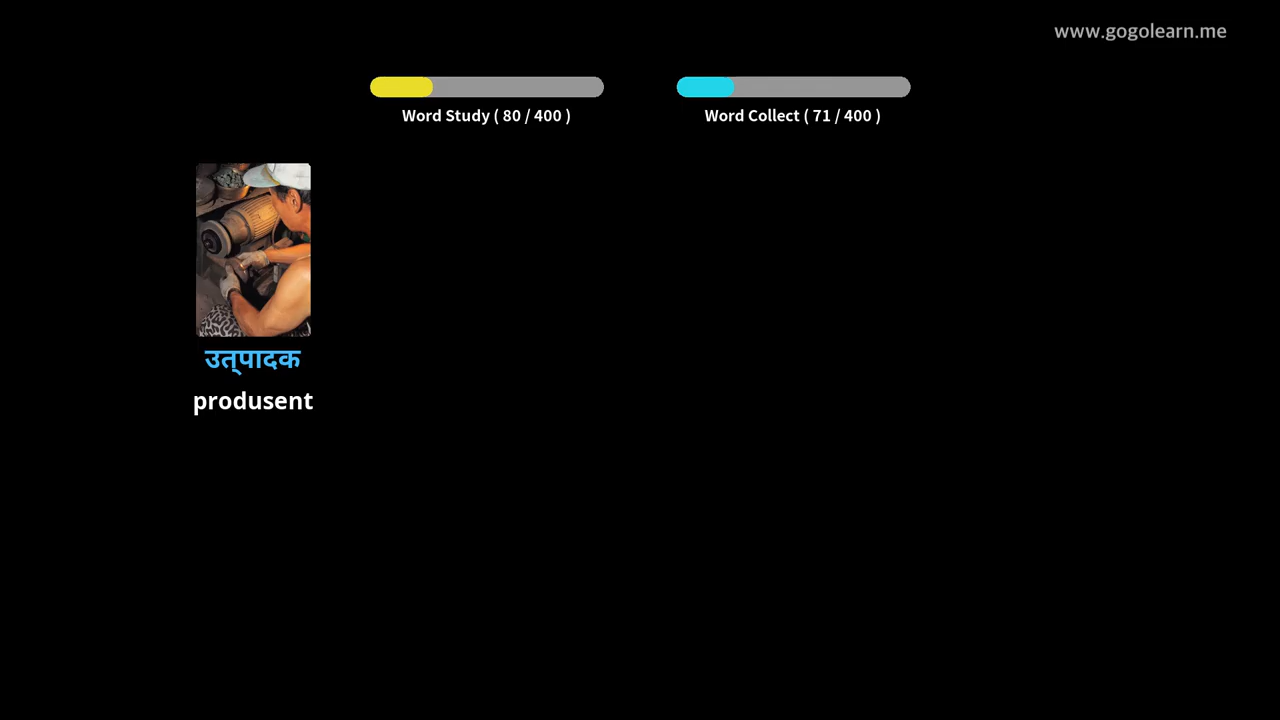 www.gogolearn.me
Word Study ( 80 / 400 )
Word Collect ( 71 / 400 )
उत्पादक
produsent